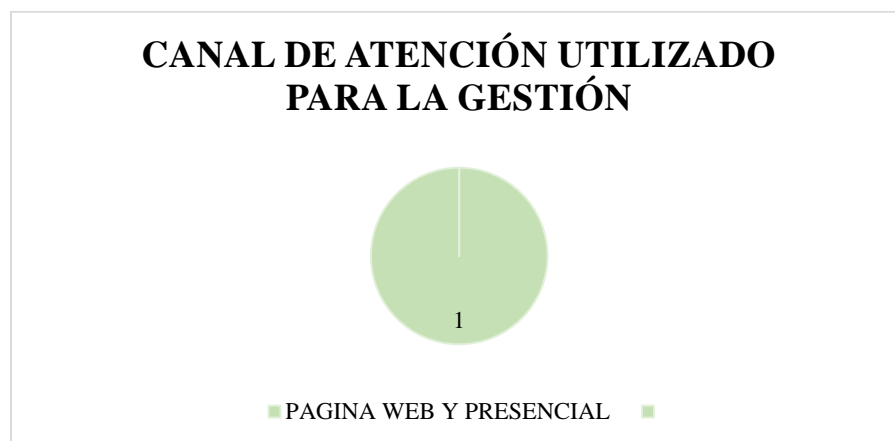 CANAL DE ATENCIÓN UTILIZADO
PARA LA GESTIÓN
1
PAGINA WEB Y PRESENCIAL